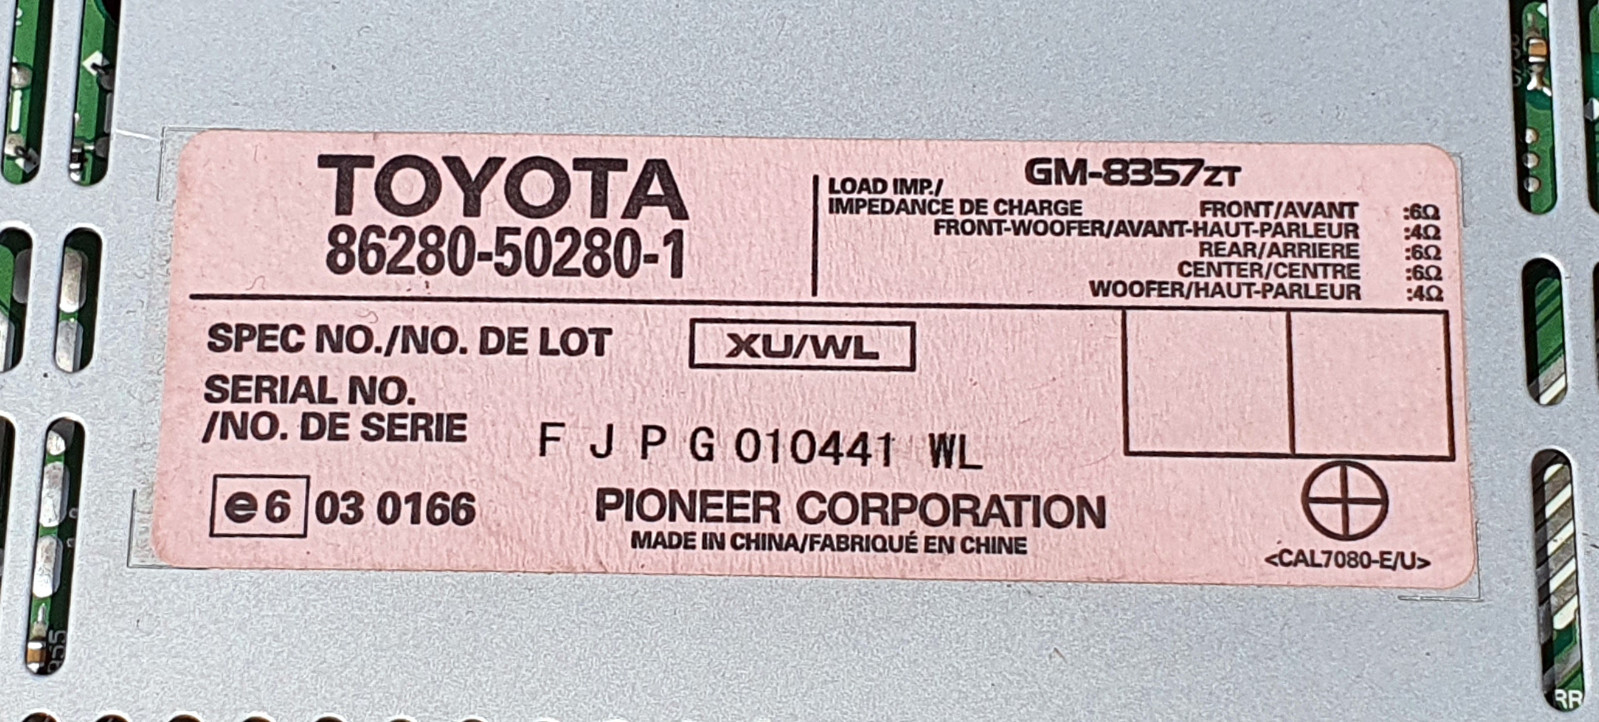 TOYOTA
86280-50280-1
GM-8357ZT
LOAD IMP./
IMPEDANCE DE CHARGE FRONT/AVANT :6Ω
FRONT-WOOFER/AVANT-HAUT-PARLEUR :4Ω
REAR/ARRIERE :6Ω
CENTER/CENTRE :6Ω
WOOFER/HAUT-PARLEUR :4Ω
SPEC NO./NO. DE LOT XU/WL
SERIAL NO.
/NO. DE SERIE F J P G 010441 WL
e6 03 0166
PIONEER CORPORATION
MADE IN CHINA/FABRIQUÉ EN CHINE
<CAL7080-E/U>
RR